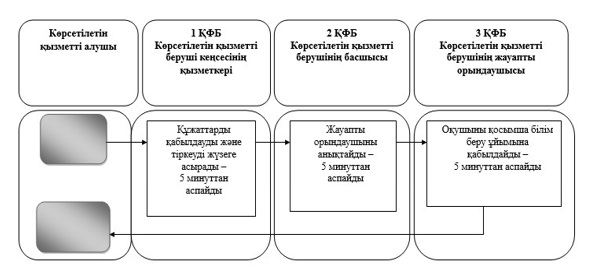 Көрсетілетін
қызметті алушы
1 ҚФБ
Көрсетілетін қызметті
беруші кеңсесінің
қызметкері
2 ҚФБ
Көрсетілетін қызметті
берушінің басшысы
3 ҚФБ
Көрсетілетін қызметті
берушінің жауапты
орындаушысы
Құжаттарды
қабылдауды және
тіркеуді жүзеге
асырады –
5 минуттан
аспайды
Жауапты
орындаушыны
анықтайды –
5 минуттан
аспайды
Оқушыны қосымша білім
беру ұйымына
қабылдайды –
5 минуттан аспайды